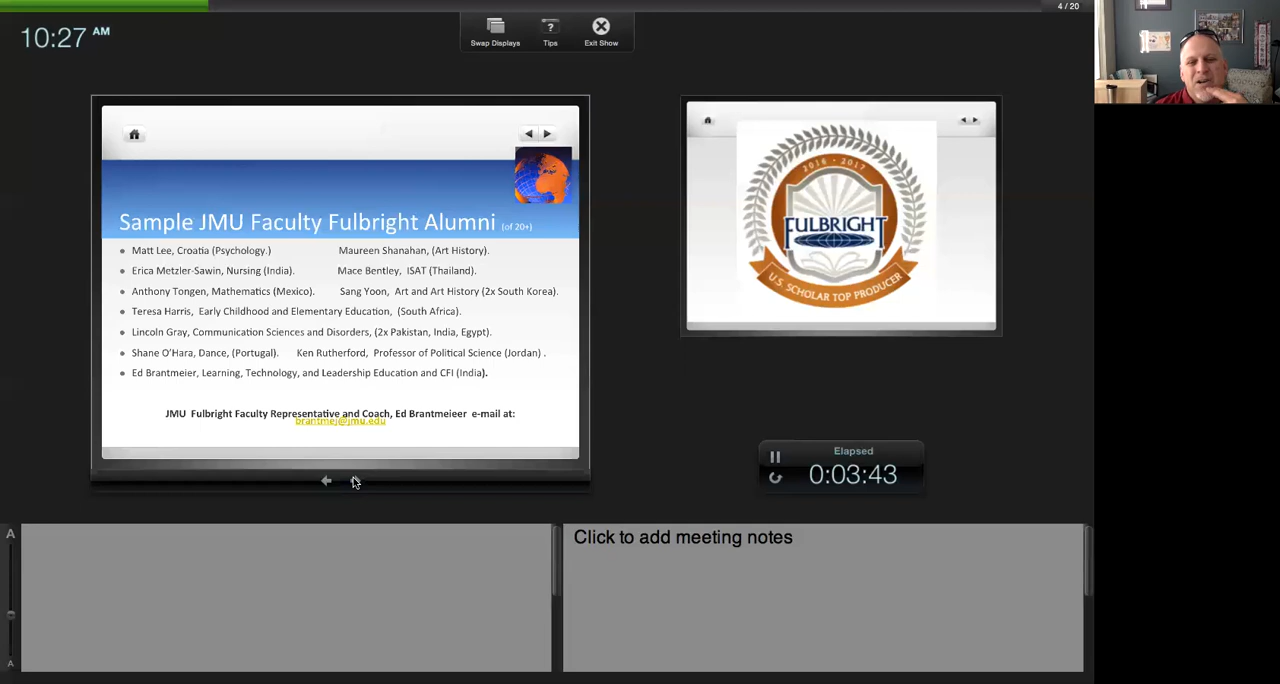 4 / 20
10:27 AM
Swap Displays
?
Tips
Exit Show
Sample JMU Faculty Fulbright Alumni (of 20+)
Matt Lee, Croatia (Psychology.) Maureen Shanahan, (Art History).
Erica Metzler-Sawin, Nursing (India). Mace Bentley, ISAT (Thailand).
Anthony Tongen, Mathematics (Mexico). Sang Yoon, Art and Art History (2x South Korea).
Teresa Harris, Early Childhood and Elementary Education, (South Africa).
Lincoln Gray, Communication Sciences and Disorders, (2x Pakistan, India, Egypt).
Shane O'Hara, Dance, (Portugal). Ken Rutherford, Professor of Political Science (Jordan) .
Ed Brantmeier, Learning, Technology, and Leadership Education and CFI (India).
JMU Fulbright Faculty Representative and Coach, Ed Brantmeieer e-mail at:
brantmej@jmu.edu
2016 - 2017
FULBRIGHT
U.S. SCHOLAR TOP PRODUCER
Elapsed
0:03:43
A
A
Click to add meeting notes